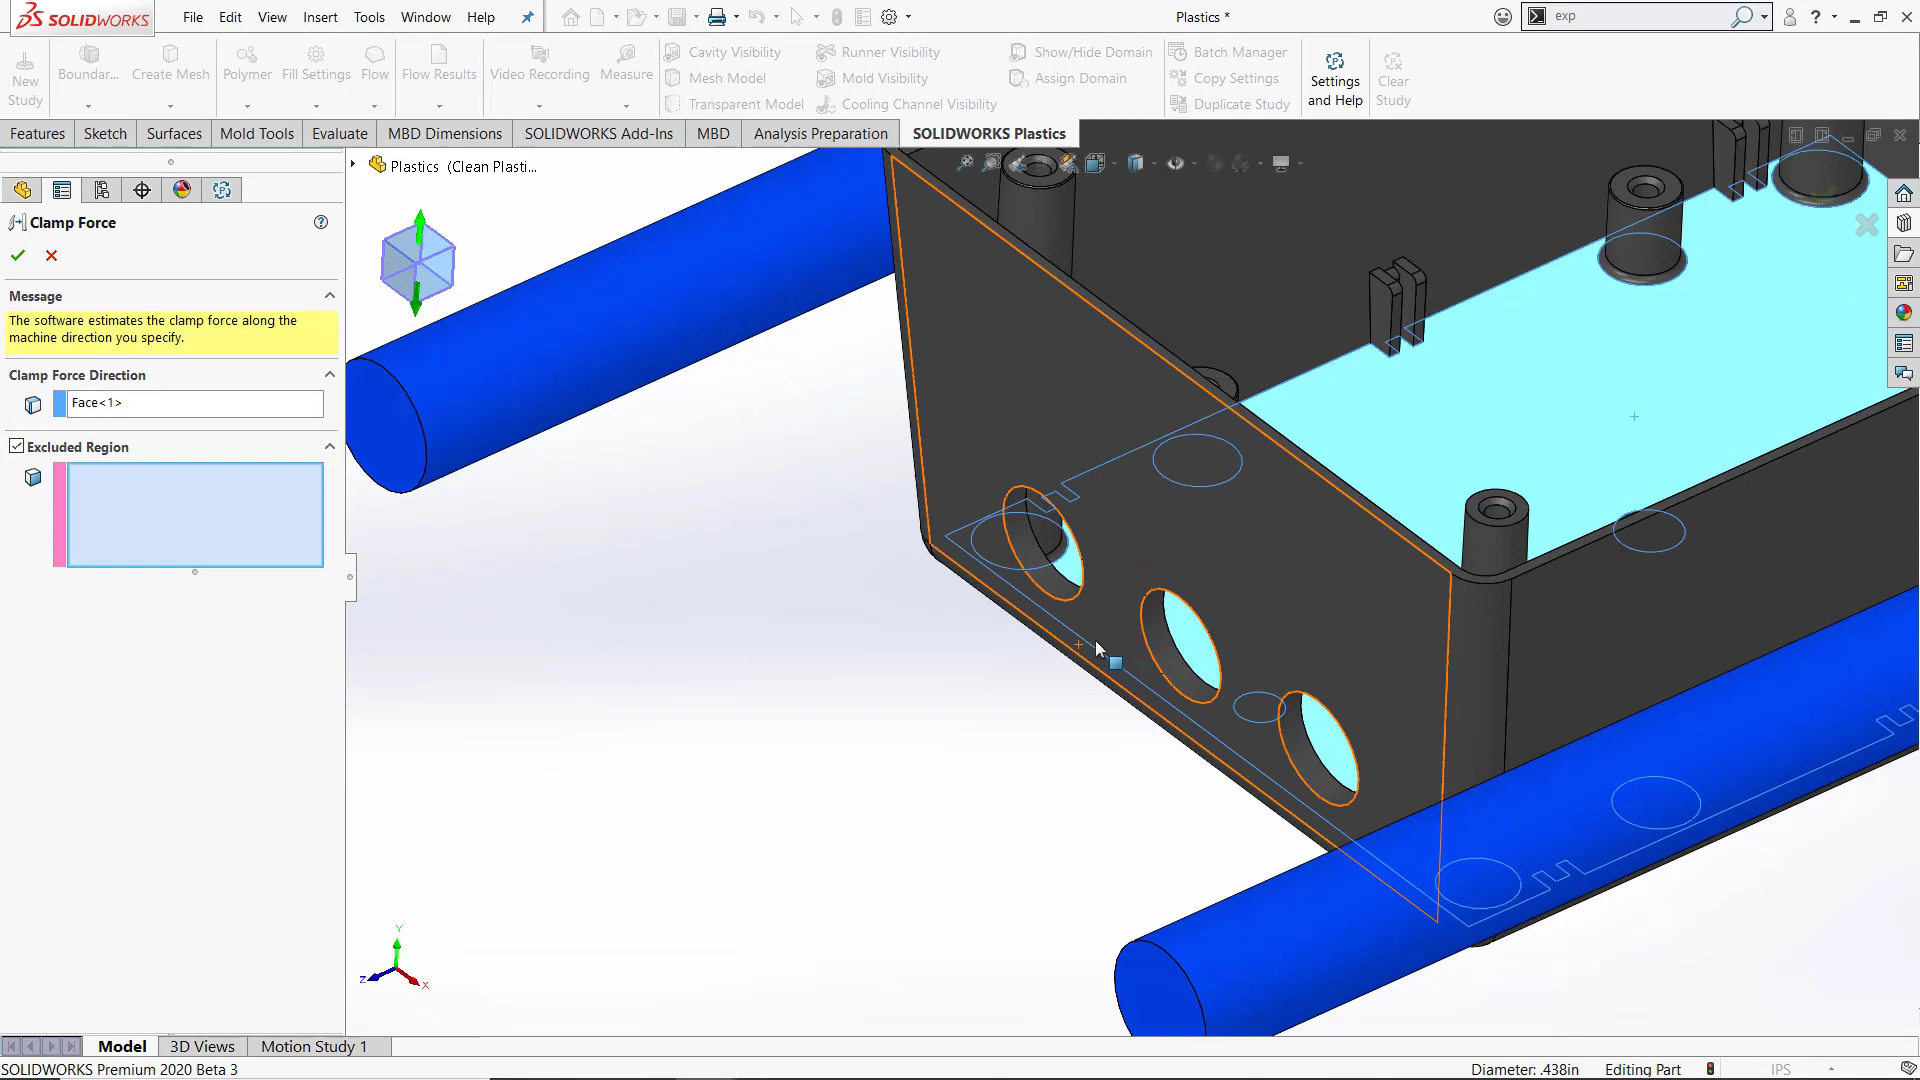 SOLIDWORKS File Edit View Insert Tools Window Help Plastics * exp ?
New Study Boundar... Create Mesh Polymer Fill Settings Flow Flow Results Video Recording Measure
Cavity Visibility Runner Visibility Show/Hide Domain Batch Manager
Mesh Model Mold Visibility Assign Domain Copy Settings
Transparent Model Cooling Channel Visibility Duplicate Study
Settings and Help Clear Study
Features Sketch Surfaces Mold Tools Evaluate MBD Dimensions SOLIDWORKS Add-Ins MBD Analysis Preparation SOLIDWORKS Plastics
Plastics (Clean Plasti...
Clamp Force ?
Message
The software estimates the clamp force along the
machine direction you specify.
Clamp Force Direction
Face<1>
Excluded Region
Y
Z
X
Model 3D Views Motion Study 1
SOLIDWORKS Premium 2020 Beta 3 Diameter: .438in Editing Part IPS